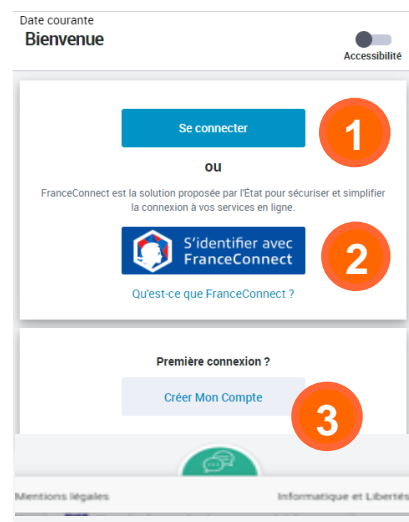 Date courante
Bienvenue
Accessibilité
Se connecter
1
ou
FranceConnect est la solution proposée par l'État pour sécuriser et simplifier
la connexion à vos services en ligne.
S'identifier avec
FranceConnect
2
Qu'est-ce que FranceConnect ?
Première connexion ?
Créer Mon Compte
3
Mentions légales
Informatique et Libertés